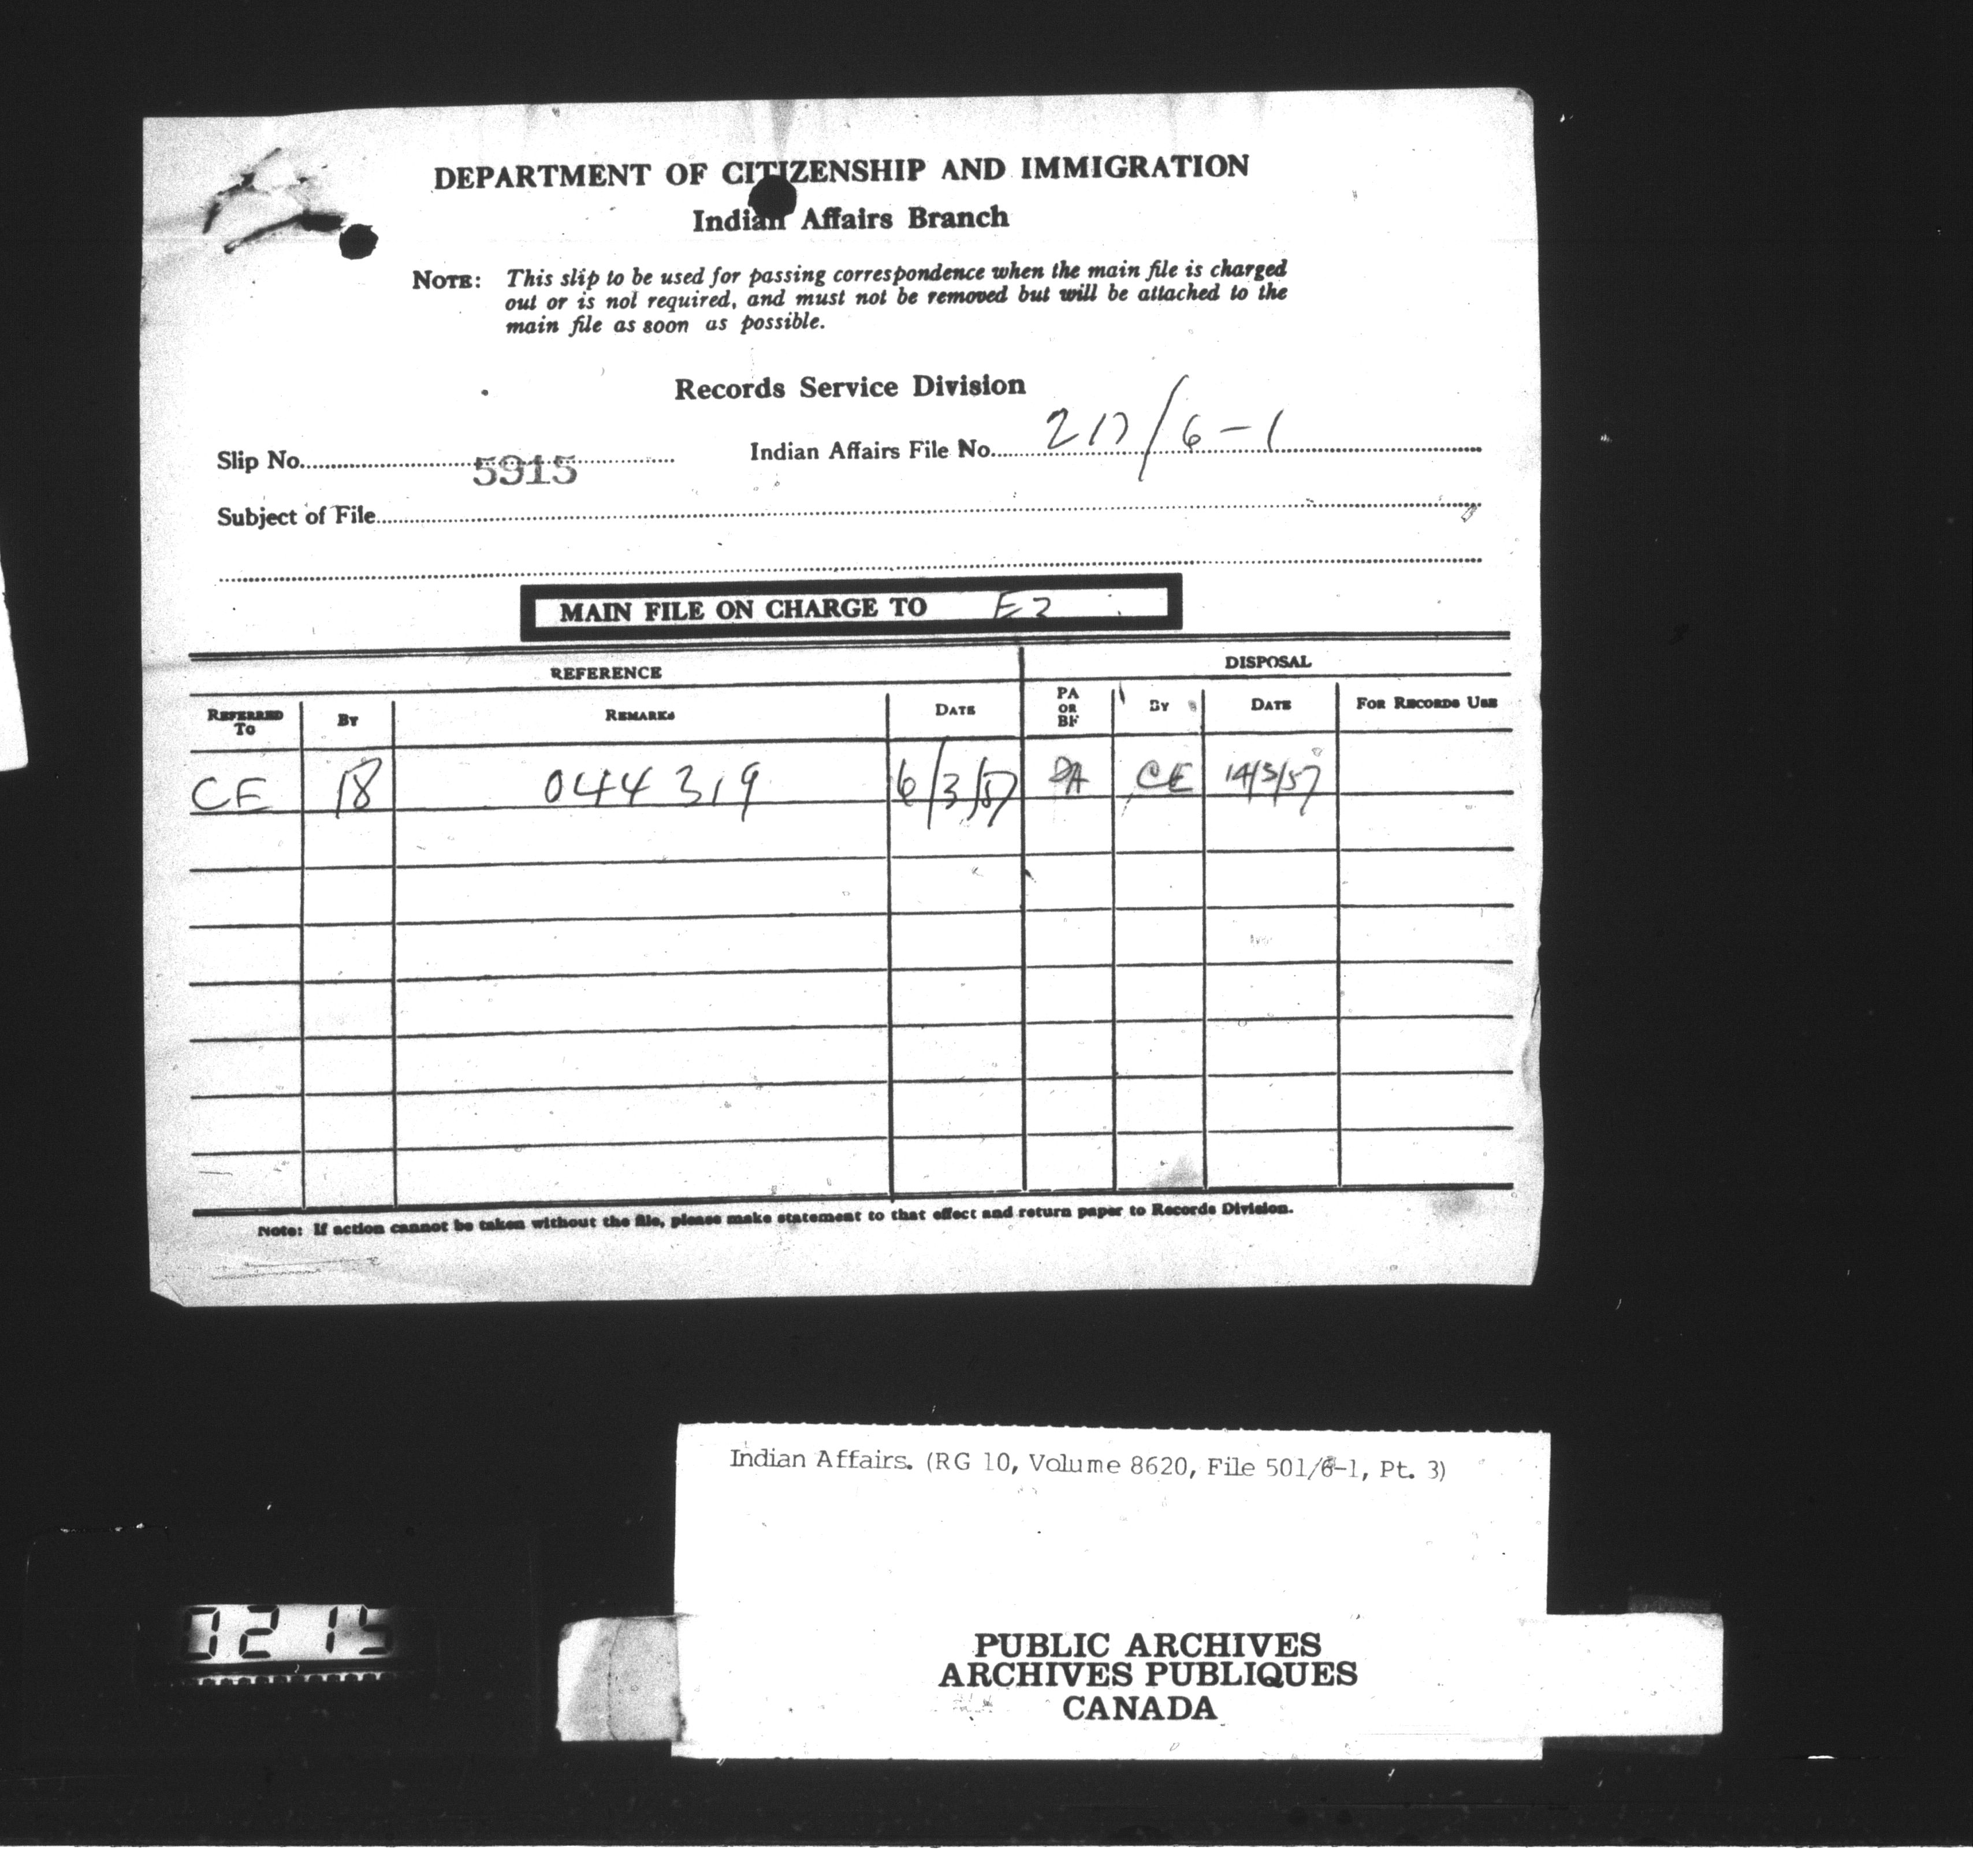 DEPARTMENT OF CITIZENSHIP AND IMMIGRATION
Indian Affairs Branch
NOTE: This slip to be used for passing correspondence when the main file is charged
out or is not required, and must not be removed but will be attached to the
main file as soon as possible.
Records Service Division
Slip No. 5915 Indian Affairs File No. 217/6-1
Subject of File
MAIN FILE ON CHARGE TO
REFERENCE DISPOSAL
REFERRED TO BY REMARKS DATE PA OR BF BY DATE FOR RECORDS USE
CE 18 044319 6/3/57 PA CE 14/3/57
Note: If action cannot be taken without the file, please make statement to that effect and return paper to Records Division.
Indian Affairs. (RG 10, Volume 8620, File 501/6-1, Pt. 3)
0215
PUBLIC ARCHIVES
ARCHIVES PUBLIQUES
CANADA